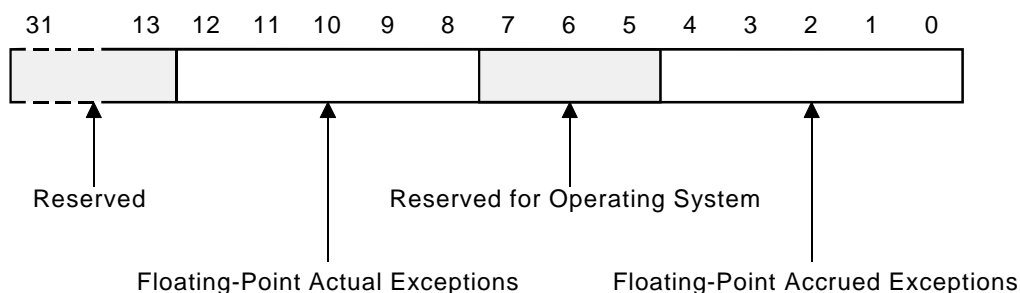 31 13 12 11 10 9 8 7 6 5 4 3 2 1 0
Reserved Reserved for Operating System
Floating-Point Actual Exceptions Floating-Point Accrued Exceptions